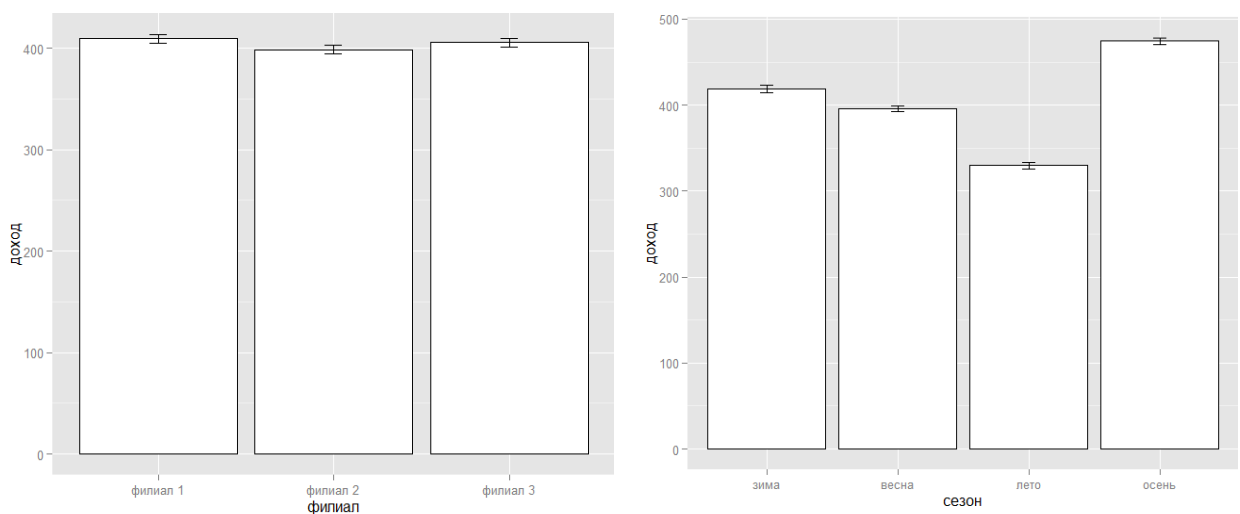 доход
400
300
200
100
0
филиал 1 филиал 2 филиал 3
филиал
доход
500
400
300
200
100
0
зима весна лето осень
сезон